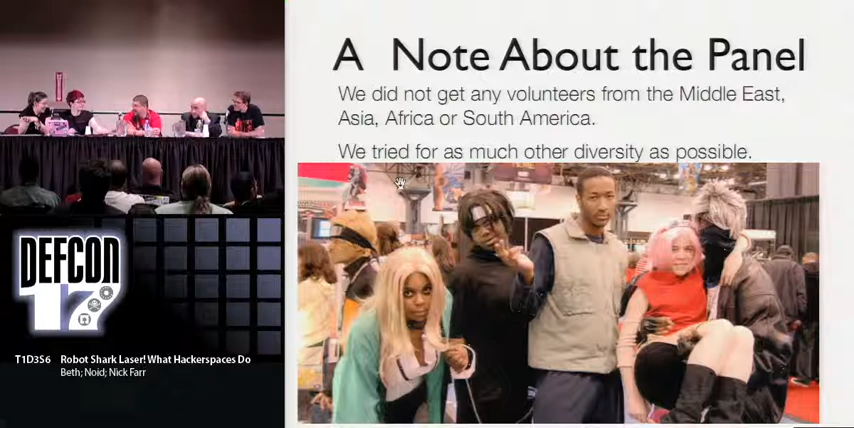 A Note About the Panel
We did not get any volunteers from the Middle East,
Asia, Africa or South America.
We tried for as much other diversity as possible.
DEFCON
17
T1D3S6 Robot Shark Laser! What Hackerspaces Do
Beth; Noid; Nick Farr